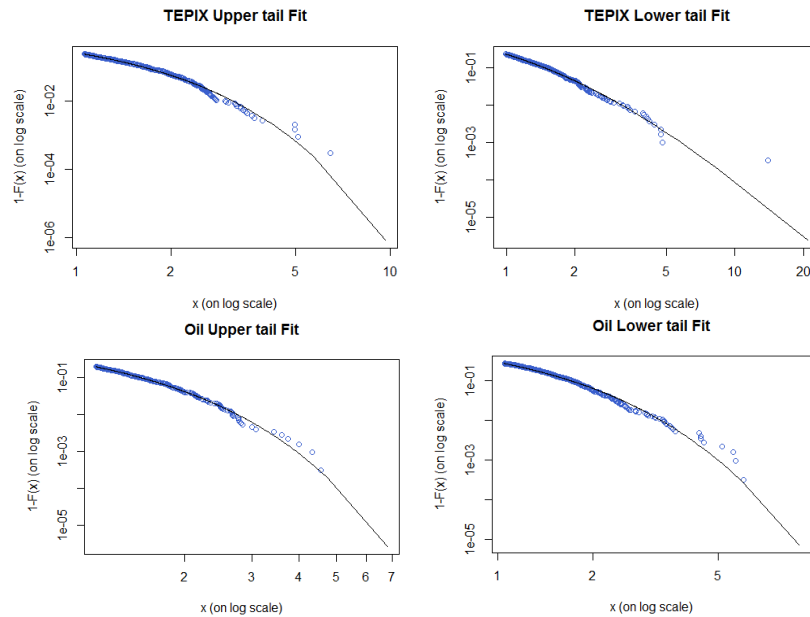 TEPIX Upper tail Fit
1-F(x) (on log scale)
1e-02
1e-04
1e-06
1 2 5 10
x (on log scale)
TEPIX Lower tail Fit
1-F(x) (on log scale)
1e-01
1e-03
1e-05
1 2 5 10 20
x (on log scale)
Oil Upper tail Fit
1-F(x) (on log scale)
1e-01
1e-03
1e-05
2 3 4 5 6 7
x (on log scale)
Oil Lower tail Fit
1-F(x) (on log scale)
1e-01
1e-03
1e-05
1 2 5
x (on log scale)